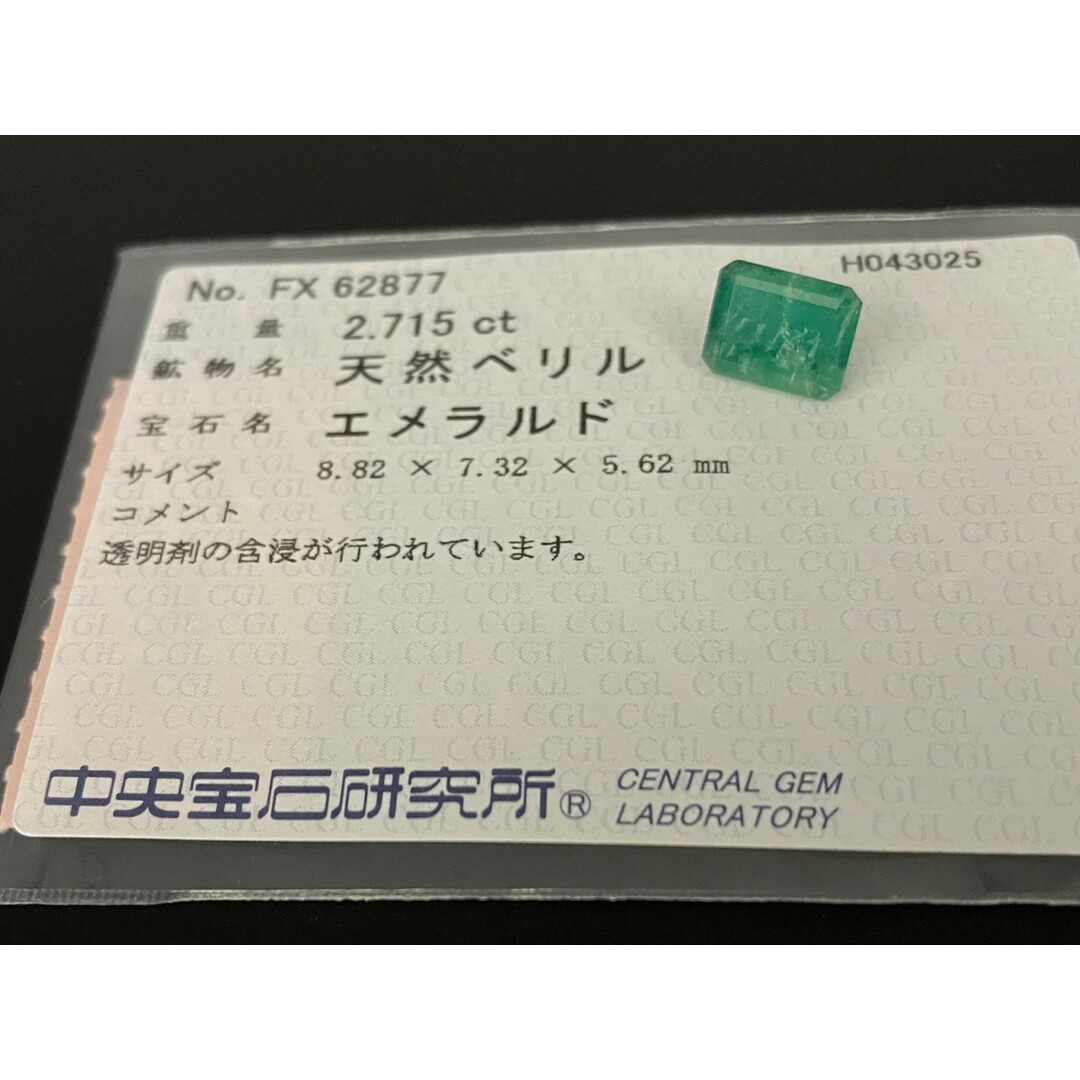 No. FX 62877
H043025
重量 2.715 ct
鉱物名 天然ベリル
宝石名 エメラルド
サイズ 8.82 × 7.32 × 5.62 mm
コメント
透明剤の含浸が行われています。
中央宝石研究所® CENTRAL GEM
LABORATORY